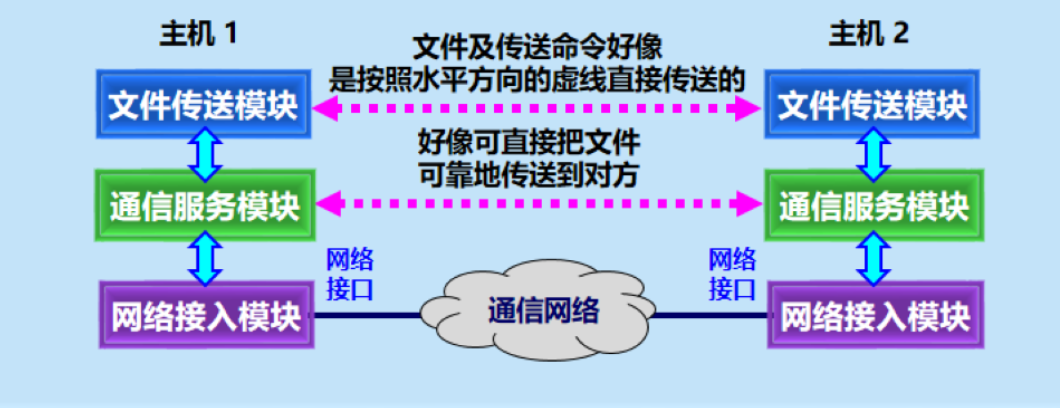 主机 1
主机 2
文件及传送命令好像
是按照水平方向的虚线直接传送的
文件传送模块
文件传送模块
好像可直接把文件
可靠地传送到对方
通信服务模块
通信服务模块
网络
接口
网络
接口
网络接入模块
通信网络
网络接入模块